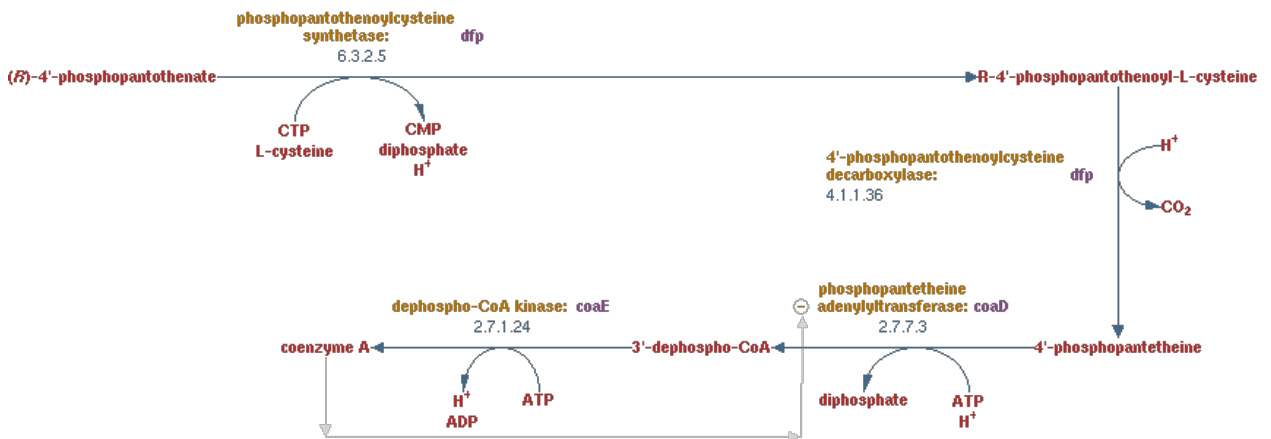 phosphopantothenoylcysteine
synthetase: dfp
6.3.2.5
(R)-4'-phosphopantothenate
R-4'-phosphopantothenoyl-L-cysteine
CTP
L-cysteine
CMP
diphosphate
H+
4'-phosphopantothenoylcysteine
decarboxylase: dfp
4.1.1.36
H+
CO2
phosphopantetheine
adenylyltransferase: coaD
2.7.7.3
dephospho-CoA kinase: coaE
2.7.1.24
−
coenzyme A
3'-dephospho-CoA
4'-phosphopantetheine
H+
ADP
ATP
diphosphate
ATP
H+